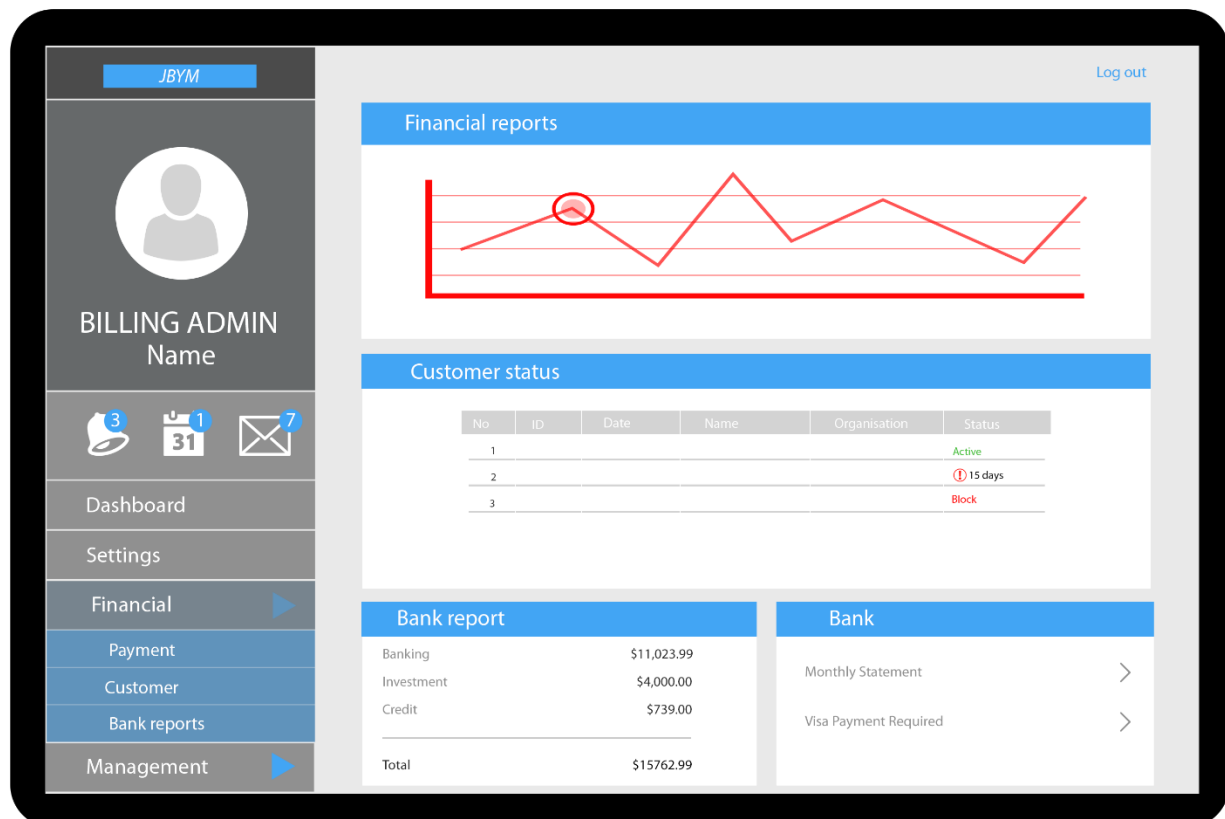 JBYM
Log out
BILLING ADMIN
Name
3
1
31
7
Dashboard
Settings
Financial
Payment
Customer
Bank reports
Management
Financial reports
Customer status
No ID Date Name Organisation Status
1 Active
2 ! 15 days
3 Block
Bank report
Banking $11,023.99
Investment $4,000.00
Credit $739.00
Total $15762.99
Bank
Monthly Statement
Visa Payment Required